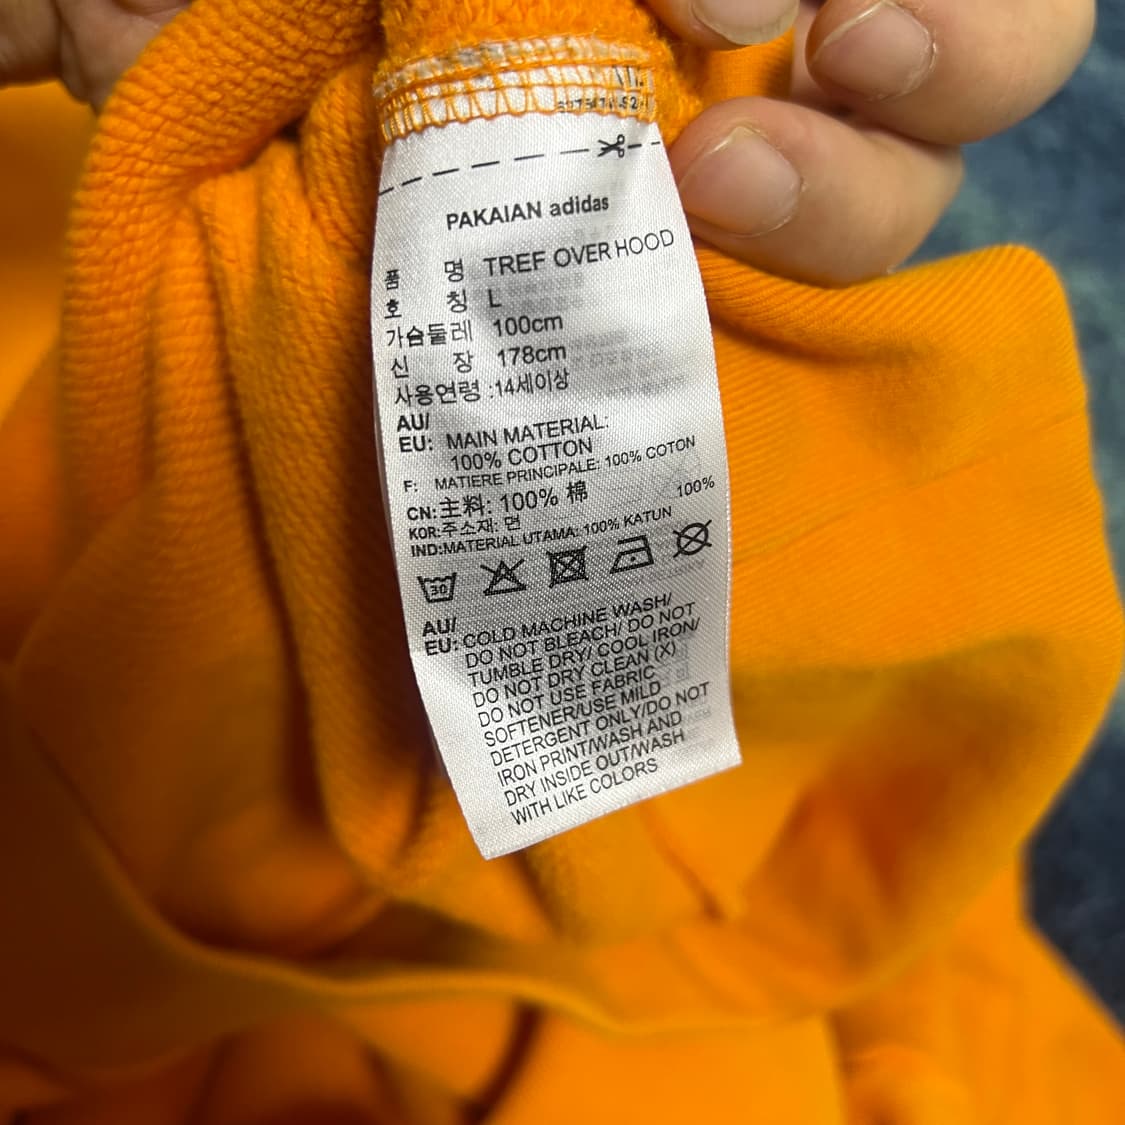 PAKAIAN adidas
품 명 TREF OVER HOOD
호 칭 L
가슴둘레 100cm
신 장 178cm
사용연령 :14세이상
AU/
EU: MAIN MATERIAL:
100% COTTON
F: MATIERE PRINCIPALE: 100% COTON
CN:主料: 100% 棉
KOR:주소재: 면 100%
IND:MATERIAL UTAMA: 100% KATUN
30
AU/
EU: COLD MACHINE WASH/
DO NOT BLEACH/ DO NOT
TUMBLE DRY/ COOL IRON/
DO NOT DRY CLEAN (X)
DO NOT USE FABRIC
SOFTENER/USE MILD
DETERGENT ONLY/DO NOT
IRON PRINT/WASH AND
DRY INSIDE OUT/WASH
WITH LIKE COLORS